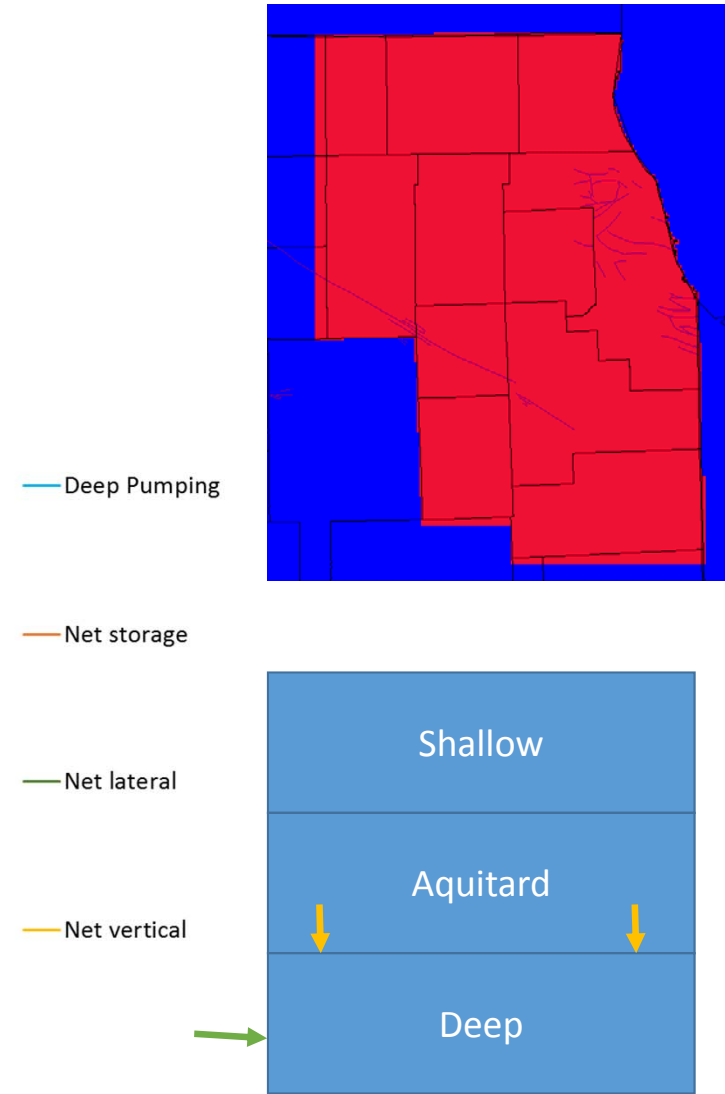 Deep Pumping
Net storage
Shallow
Net lateral
Aquitard
Net vertical
Deep